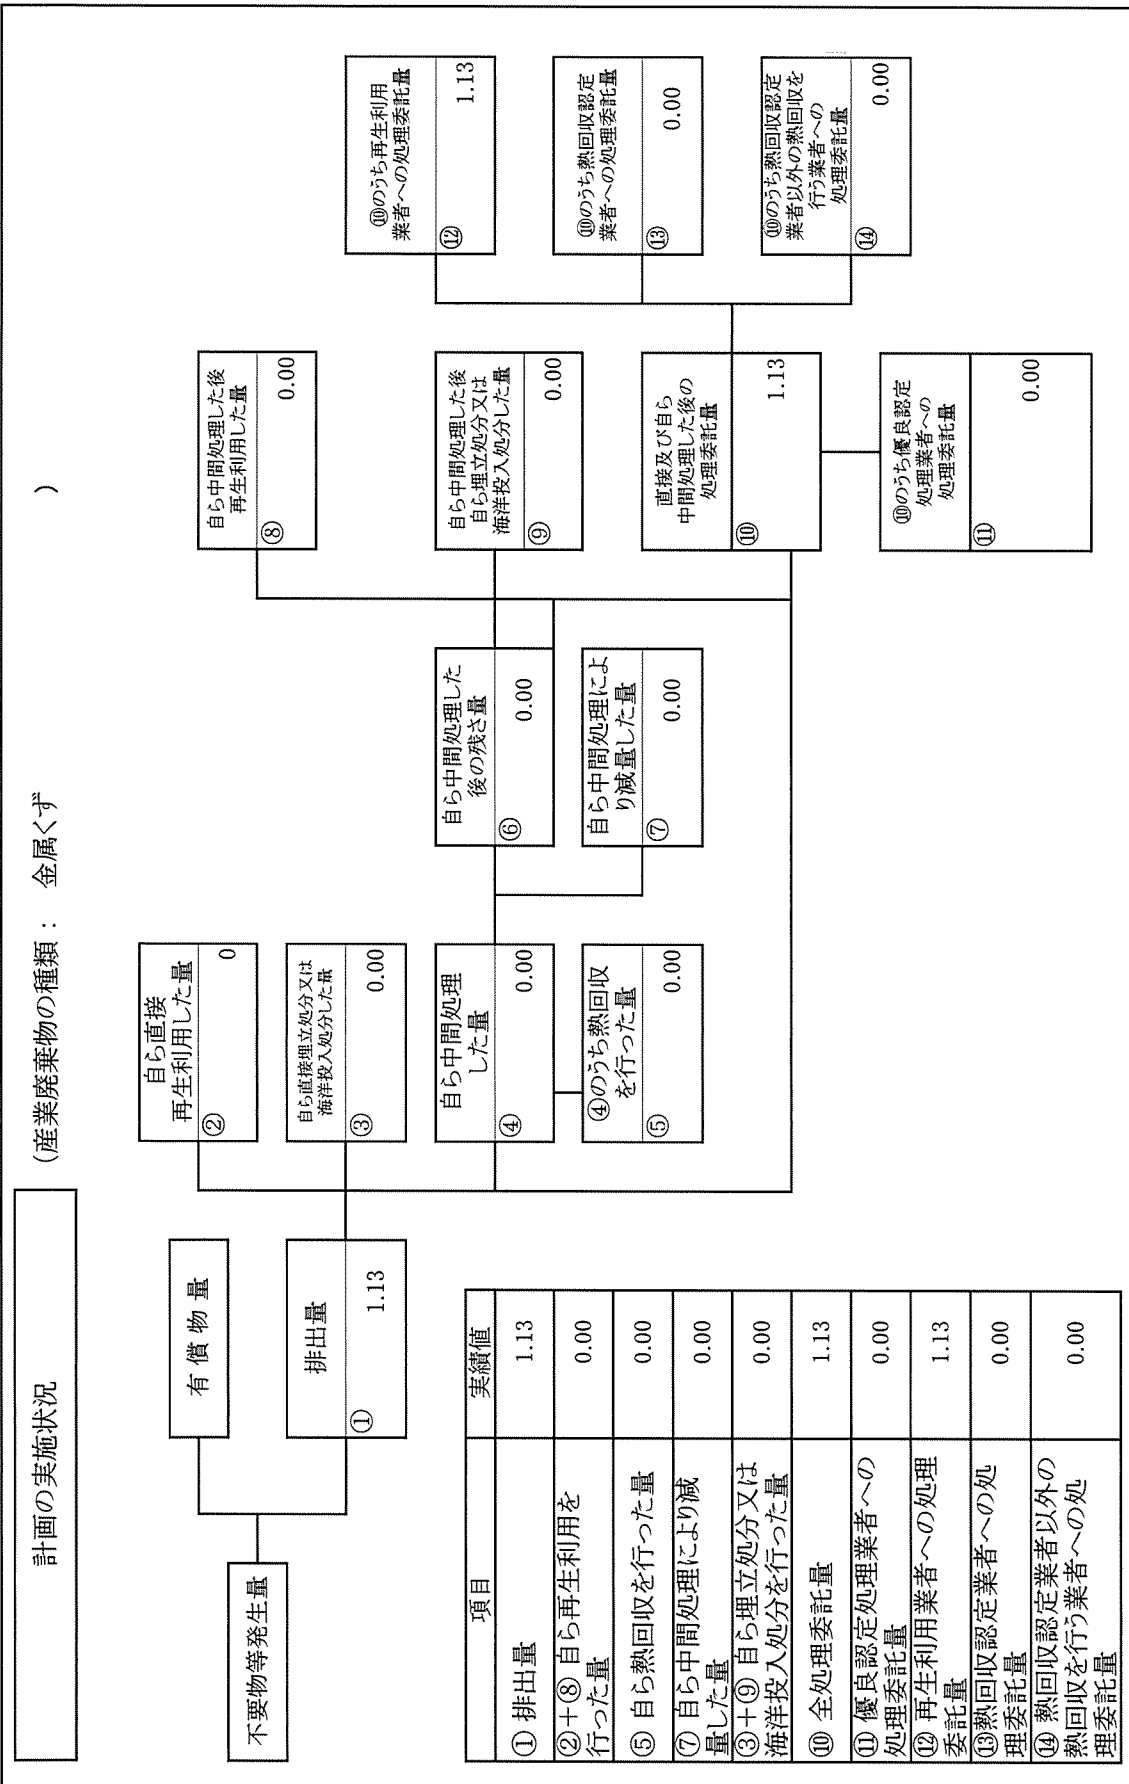 計画の実施状況
(産業廃棄物の種類： 金属くず )
不要物等発生量
有償物量
排出量
① 1.13
自ら直接
再生利用した量
② 0
自ら直接埋立処分又は
海洋投入処分した量
③ 0.00
自ら中間処理
した量
④ 0.00
④のうち熱回収
を行った量
⑤ 0.00
自ら中間処理した
後の残さ量
⑥ 0.00
自ら中間処理によ
り減量した量
⑦ 0.00
自ら中間処理した後
再生利用した量
⑧ 0.00
自ら中間処理した後
自ら埋立処分又は
海洋投入処分した量
⑨ 0.00
直接及び自ら
中間処理した後の
処理委託量
⑩ 1.13
⑩のうち優良認定
処理業者への
処理委託量
⑪ 0.00
⑩のうち再生利用
業者への処理委託量
⑫ 1.13
⑩のうち熱回収認定
業者への処理委託量
⑬ 0.00
⑩のうち熱回収認定
業者以外の熱回収を
行う業者への
処理委託量
⑭ 0.00
項目 実績値
① 排出量 1.13
②＋⑧ 自ら再生利用を
行った量 0.00
⑤ 自ら熱回収を行った量 0.00
⑦ 自ら中間処理により減
量した量 0.00
③＋⑨ 自ら埋立処分又は
海洋投入処分を行った量 0.00
⑩ 全処理委託量 1.13
⑪ 優良認定処理業者への
処理委託量 0.00
⑫ 再生利用業者への処理
委託量 1.13
⑬熱回収認定業者への処
理委託量 0.00
⑭ 熱回収認定業者以外の
熱回収を行う業者への処
理委託量 0.00